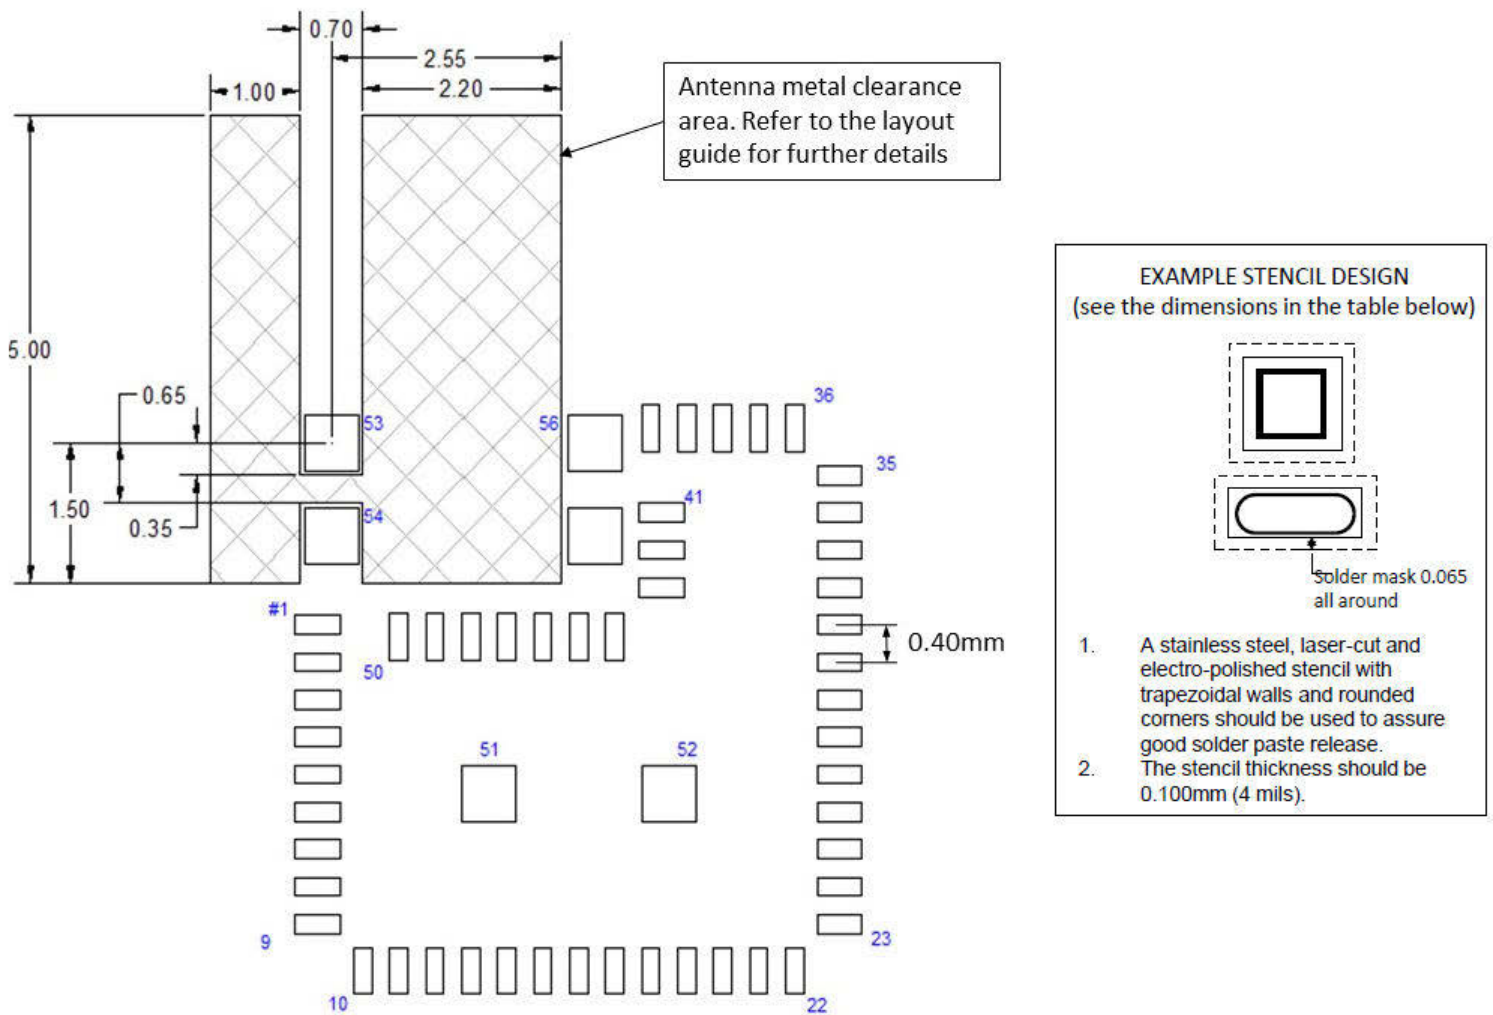 0.70
2.55
1.00
2.20
Antenna metal clearance
area. Refer to the layout
guide for further details
5.00
0.65
1.50
0.35
53
56
54
36
35
41
#1
50
0.40mm
51
52
9
23
10
22
EXAMPLE STENCIL DESIGN
(see the dimensions in the table below)
Solder mask 0.065
all around
1. A stainless steel, laser-cut and
electro-polished stencil with
trapezoidal walls and rounded
corners should be used to assure
good solder paste release.
2. The stencil thickness should be
0.100mm (4 mils).